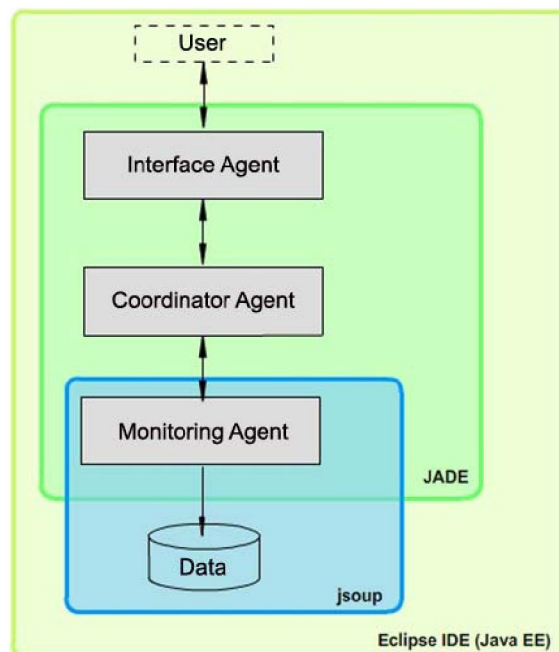 User
Interface Agent
Coordinator Agent
Monitoring Agent
JADE
Data
jsoup
Eclipse IDE (Java EE)